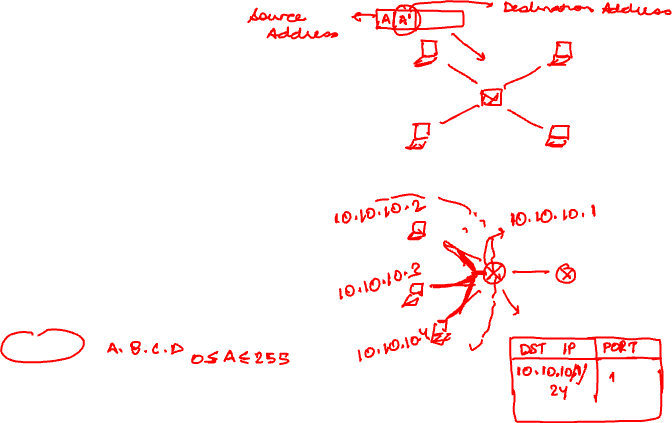 Source Address
A A'
Destination Address
10.10.10.2
10.10.10.1
10.10.10.3
10.10.10.4
A.B.C.D 0≤A≤255
DST IP PORT
10.10.10.1/24 1